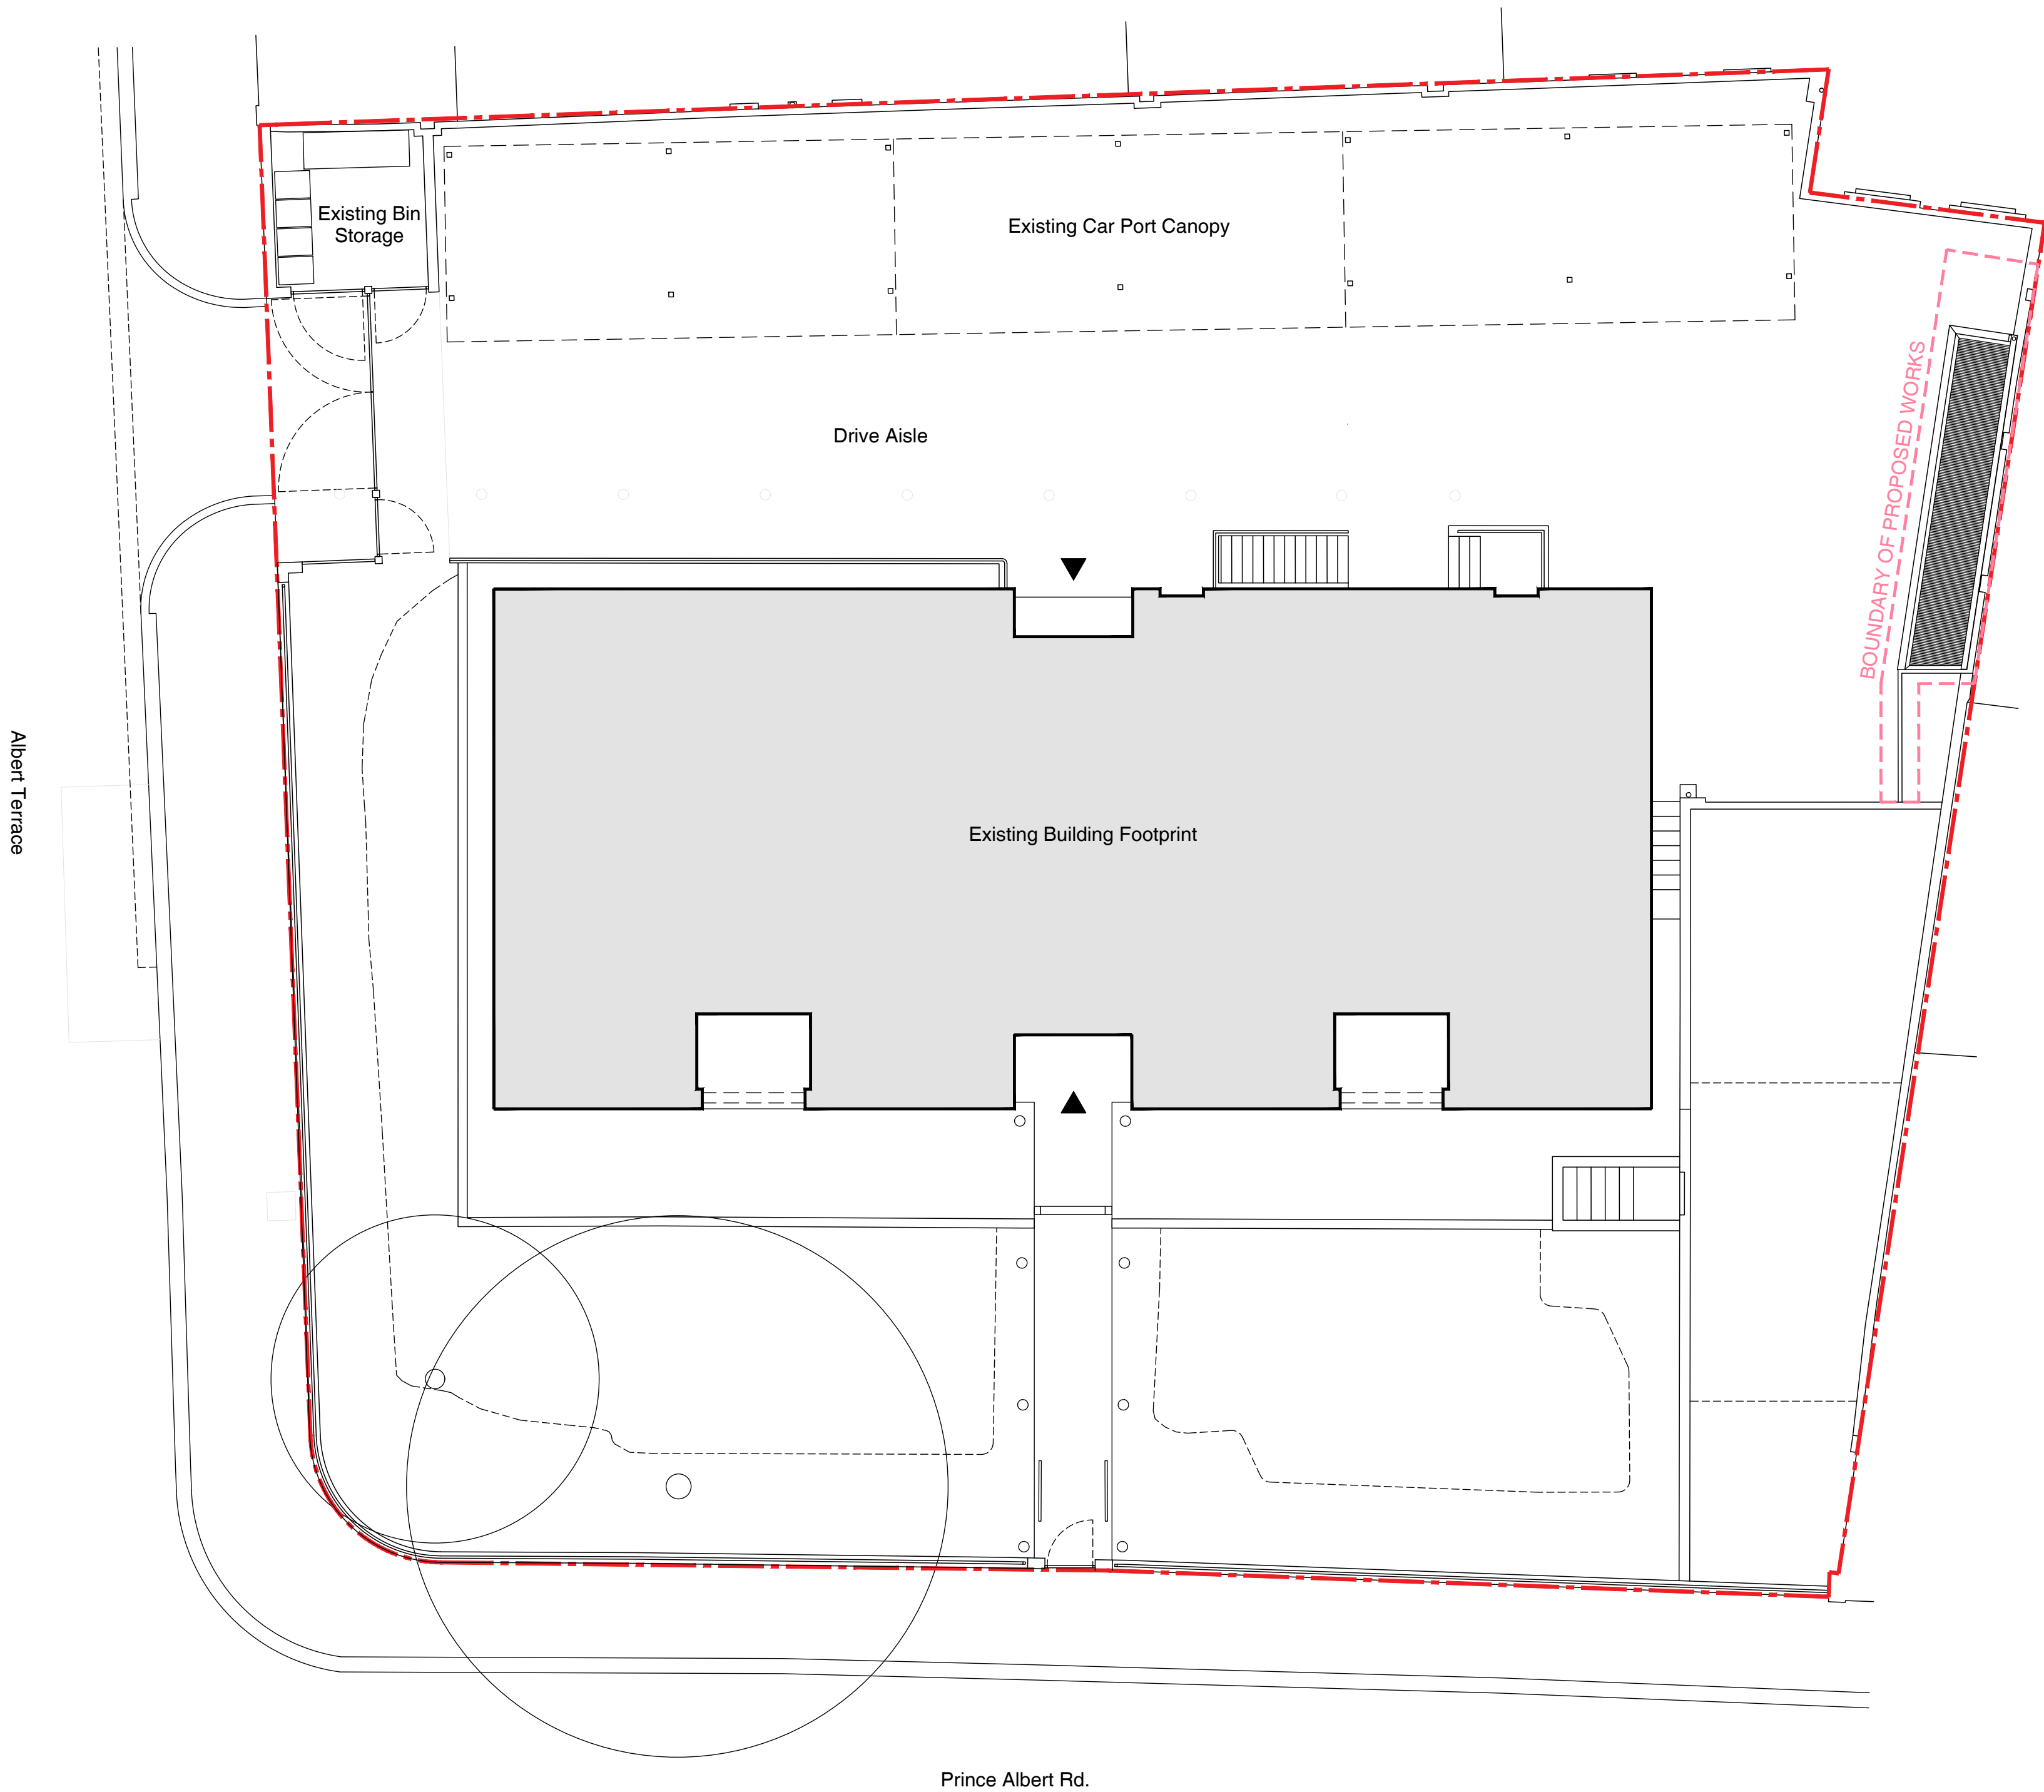 Existing Bin
Storage
Existing Car Port Canopy
Drive Aisle
BOUNDARY OF PROPOSED WORKS
Albert Terrace
Existing Building Footprint
Prince Albert Rd.